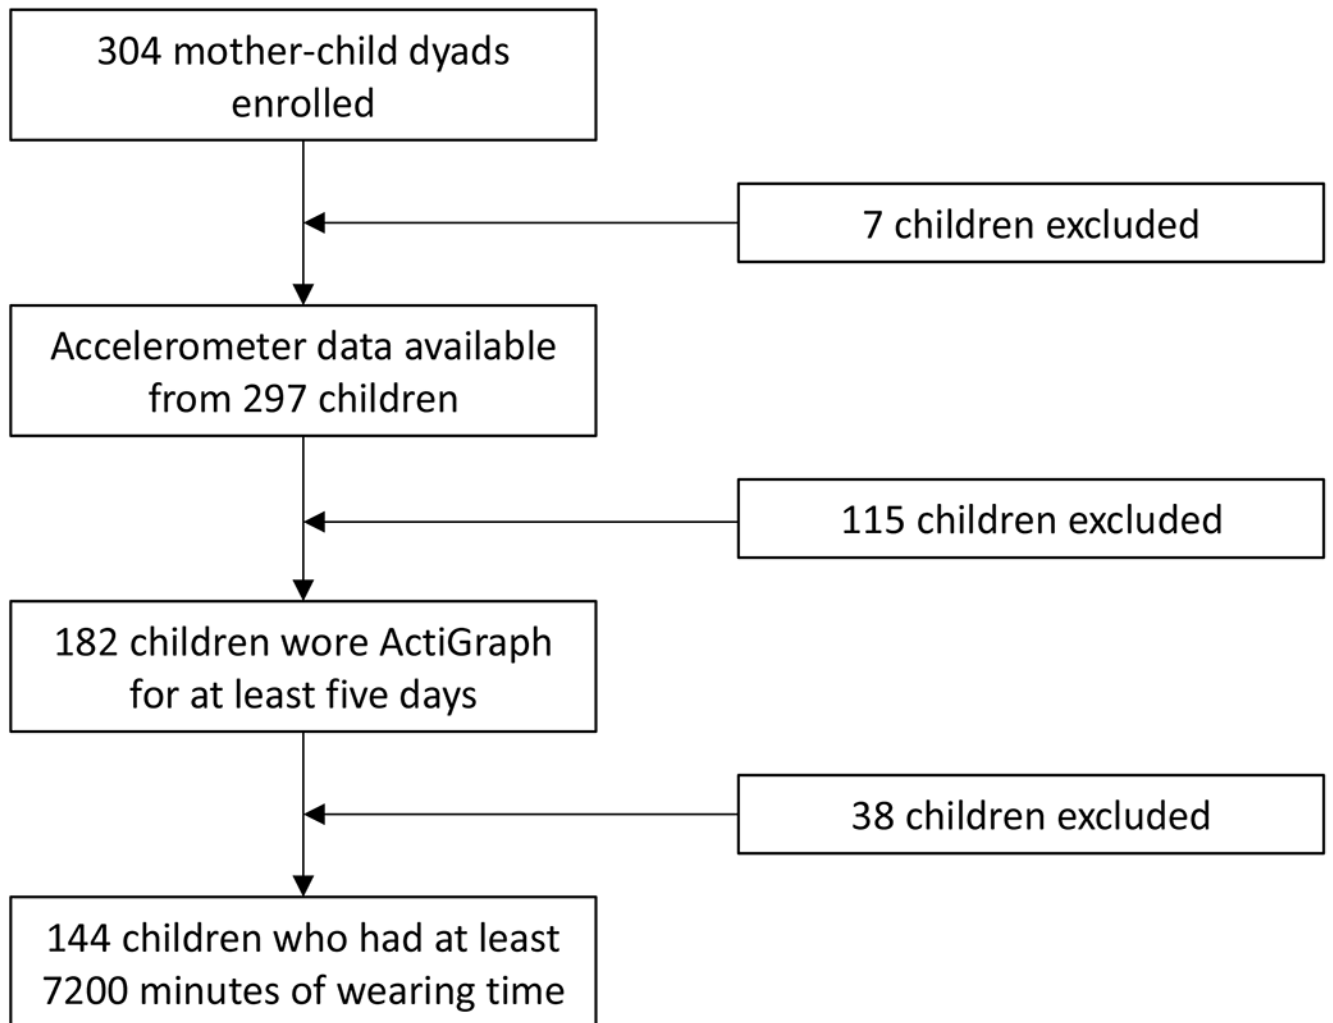 304 mother-child dyads
enrolled
7 children excluded
Accelerometer data available
from 297 children
115 children excluded
182 children wore ActiGraph
for at least five days
38 children excluded
144 children who had at least
7200 minutes of wearing time